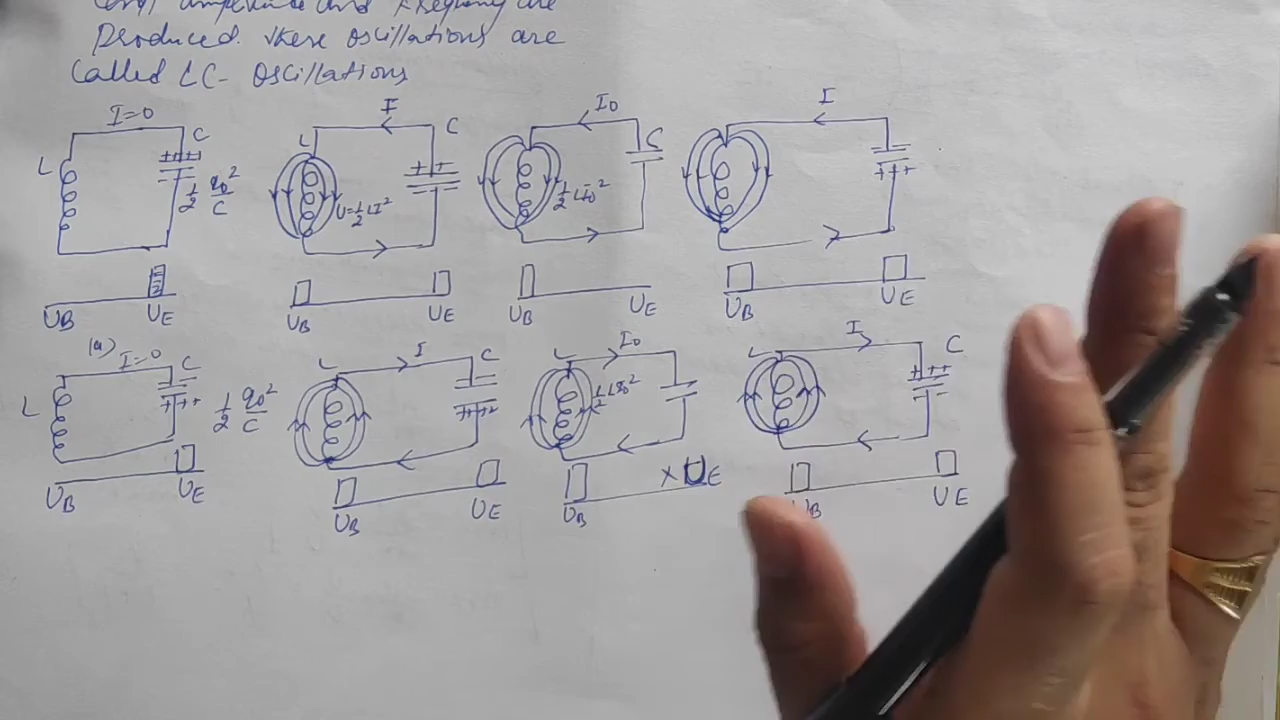 and
Produced. These oscillations are
Called LC- Oscillations
I=0
I
I0
I
L
C
1/2 q0²/C
L
C
U=1/2 LI²
C
1/2 LI0²
+++
++
+++
UB
UE
UB
UE
UB
UE
UB
UE
(a)
I=0
L
C
1/2 q0²/C
L
I
C
L
I0
L
I
C
UB
UE
UB
UE
UB
× UE
UB
UE